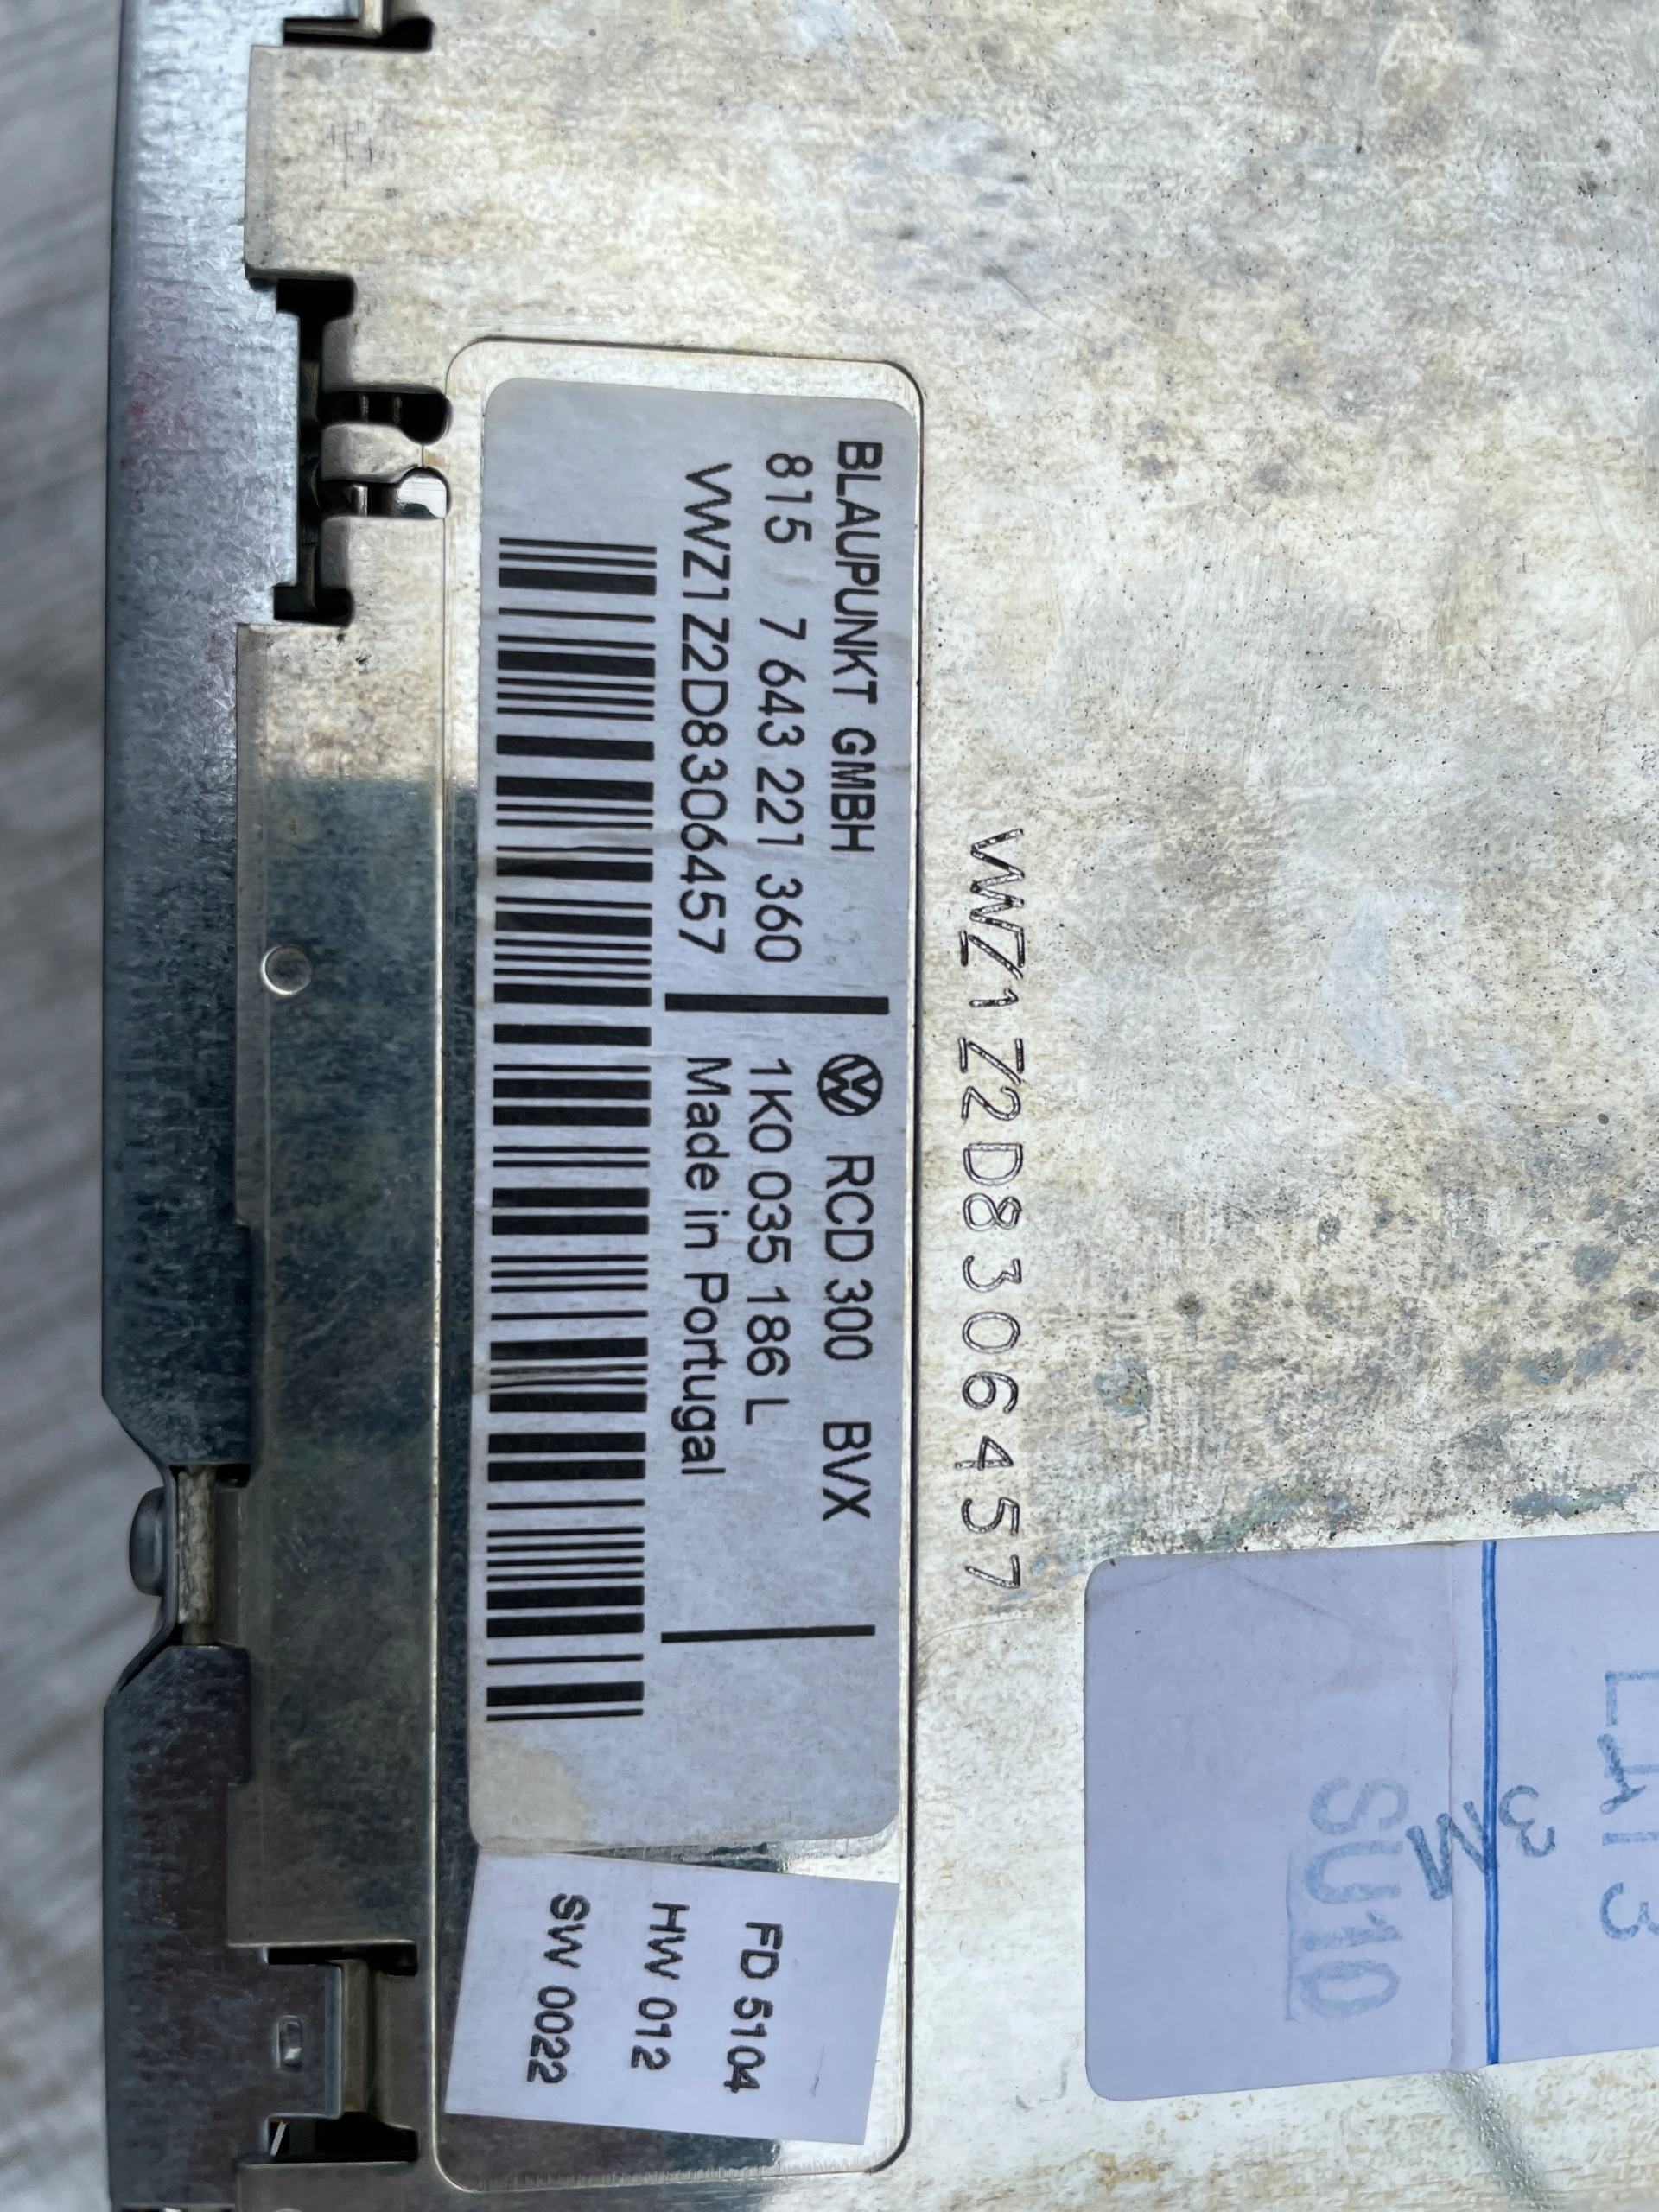 BLAUPUNKT GMBH
815 7 643 221 360
VWZ1Z2D8306457
RCD 300 BVX
1K0 035 186 L
Made in Portugal
VWZ1Z2D8306457
FD 5104
HW 012
SW 0022
3M
SU10